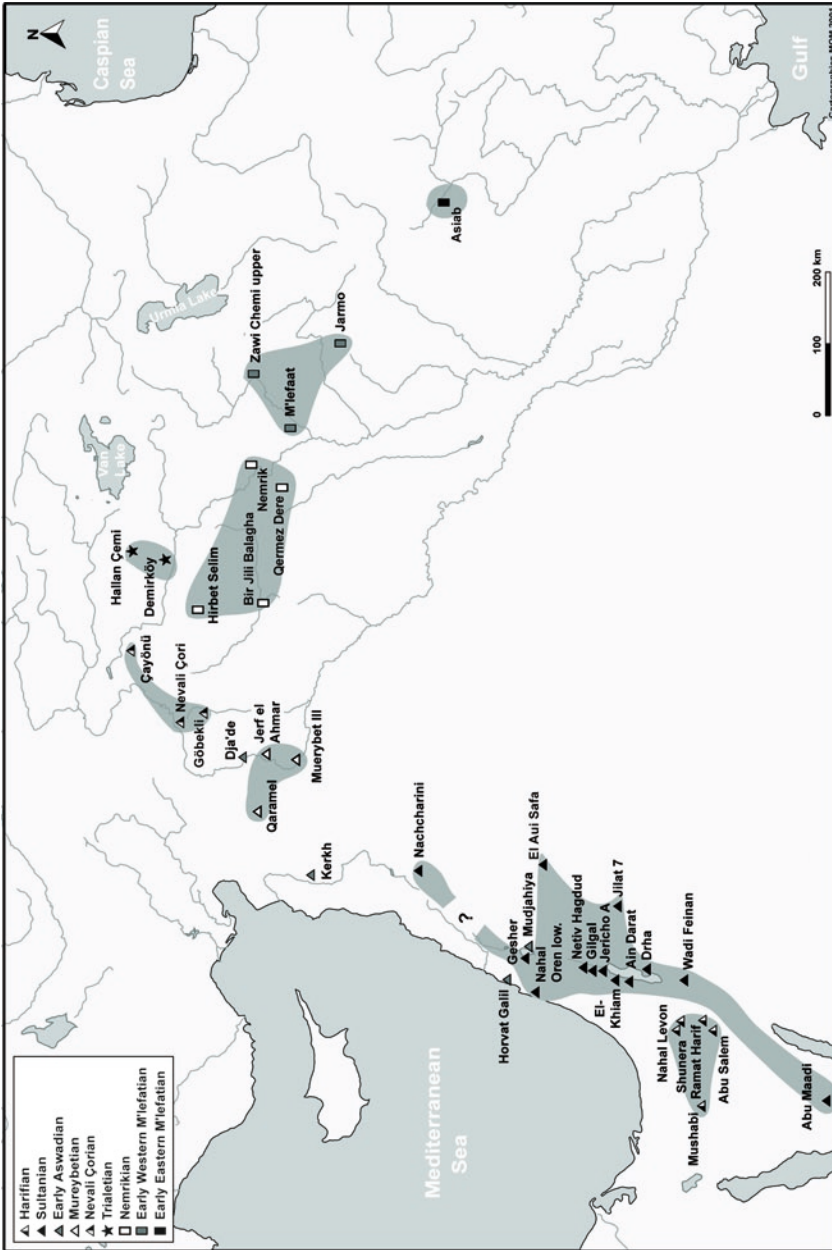 Harifian
Sultanian
Early Aswadian
Mureybetian
Nevali Çorian
Trialetian
Nemrikian
Early Western M'lefatian
Early Eastern M'lefatian
N
Caspian
Sea
Urmia Lake
Van
Lake
Hallan Çemi
Demirköy
Çayönü
Nevali Çori
Göbekli
Hirbet Selim
Bir Jili Balagha
Nemrik
Qermez Dere
Zawi Chemi upper
M'lefaat
Jarmo
Dja'de
Jerf el
Ahmar
Qaramel
Muerybet III
Kerkh
Asiab
Nachcharini
?
Mediterranean
Sea
Gesher
Mudjahiya
Horvat Galil
Nahal
Oren low.
El Aui Safa
Netiv Hagdud
Gilgal
Jericho A
El-
Khiam
Jilat 7
Ain Darat
Drha
Wadi Feinan
Nahal Levon
Shunera
Ramat Harif
Abu Salem
Mushabi
Abu Maadi
0
100
200 km
Gulf